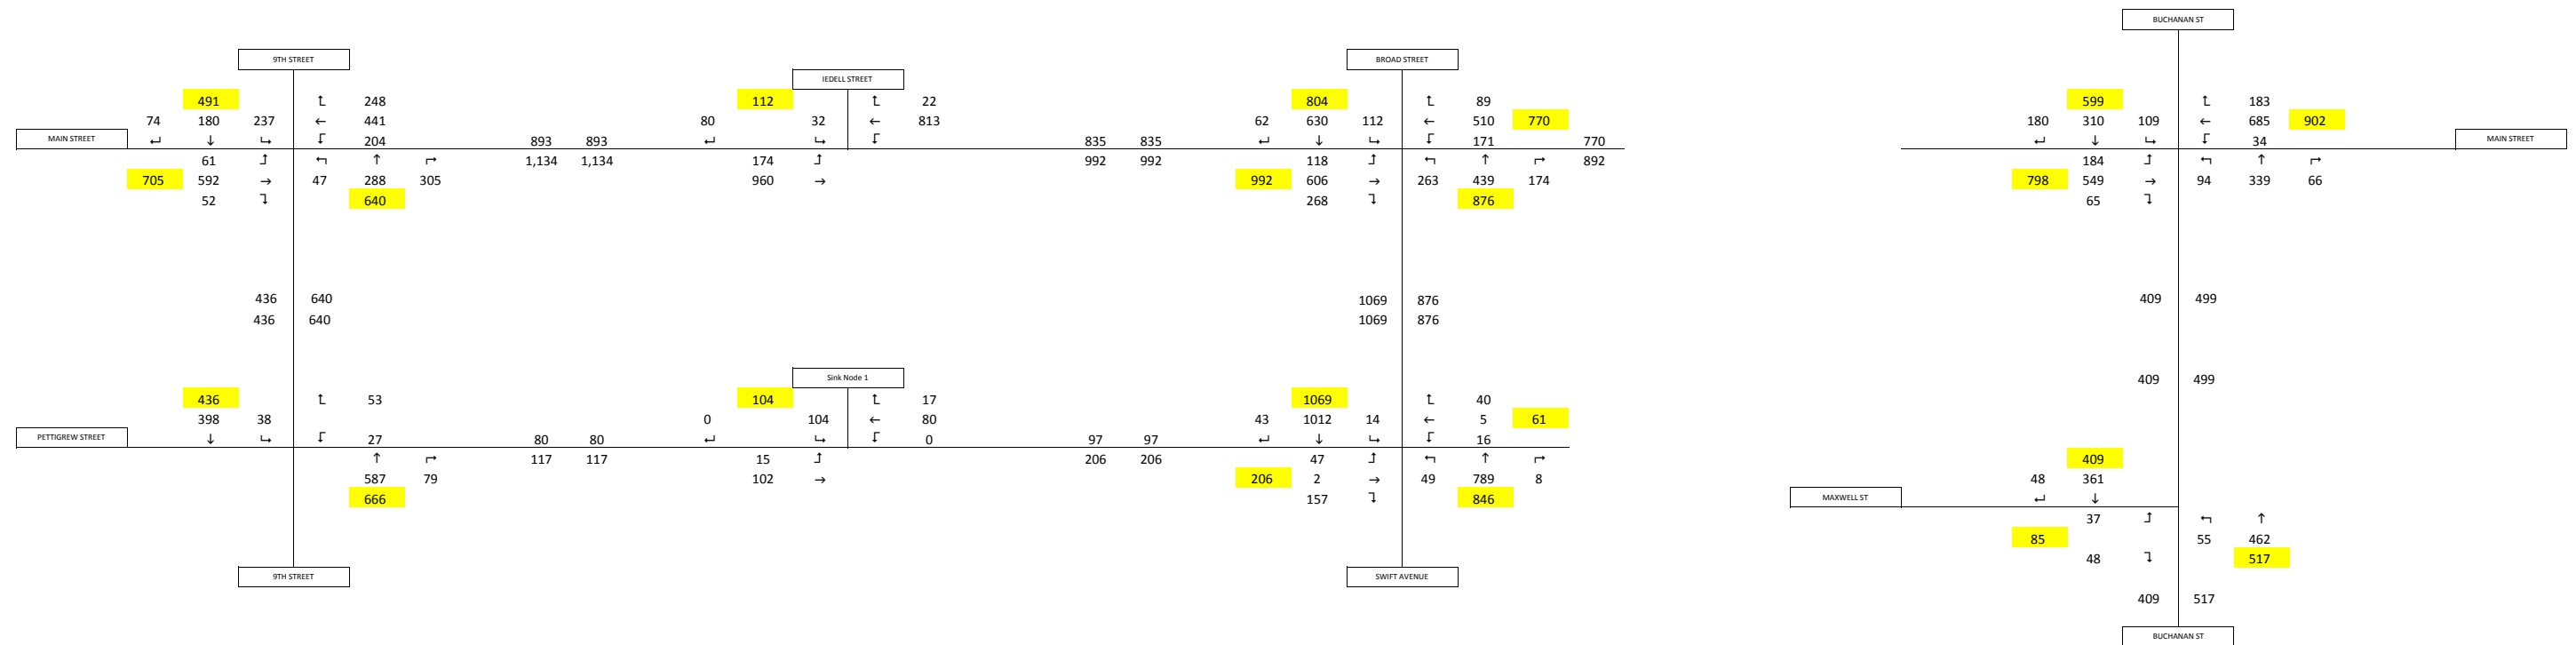 BUCHANAN ST
9TH STREET BROAD STREET
IEDELL STREET
491 ↰ 248 112 ↰ 22 804 ↰ 89 599 ↰ 183
74 180 237 ← 441 80 32 ← 813 62 630 112 ← 510 770 180 310 109 ← 685 902
MAIN STREET ↵ ↓ ↳ 204 893 893 ↵ ↳ 835 835 ↵ ↓ ↳ 171 770 ↵ ↓ ↳ 34 MAIN STREET
61 ↰ ↑ ↱ 1,134 1,134 174 992 992 118 ↰ ↑ ↱ 892 184 ↰ ↑ ↱
705 592 → 47 288 305 960 → 992 606 → 263 439 174 798 549 → 94 339 66
52 640 268 876 65
436 640 1069 876 409 499
436 640 1069 876
Sink Node 1 409 499
436 ↰ 53 104 ↰ 17 1069 ↰ 40
398 38 0 104 ← 80 43 1012 14 ← 5 61
PETTIGREW STREET ↓ ↳ 27 80 80 ↵ ↳ 0 97 97 ↵ ↓ ↳ 16
↑ ↱ 117 117 15 206 206 47 ↰ ↑ ↱ 409
587 79 102 → 206 2 → 49 789 8 48 361
666 157 846 MAXWELL ST ↵ ↓
37 ↰ ↑
85 55 462
48 517
9TH STREET SWIFT AVENUE
409 517
BUCHANAN ST